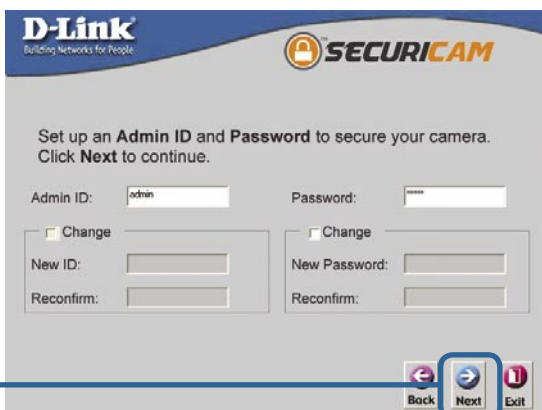 D-Link
Building Networks for People
SECURICAM
Set up an Admin ID and Password to secure your camera.
Click Next to continue.
Admin ID: admin
Password: *****
Change
Change
New ID:
New Password:
Reconfirm:
Reconfirm:
Back Next Exit